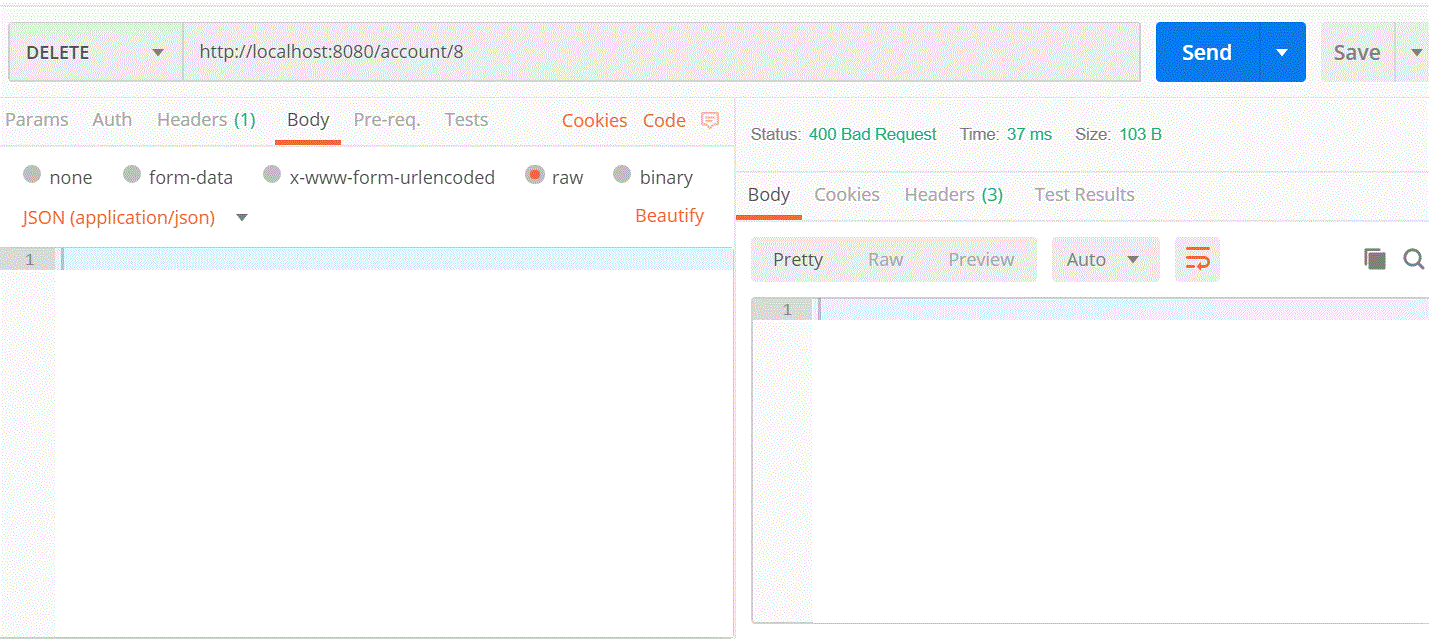 DELETE http://localhost:8080/account/8 Send Save
Params Auth Headers (1) Body Pre-req. Tests Cookies Code
none form-data x-www-form-urlencoded raw binary
JSON (application/json) Beautify
1
Status: 400 Bad Request Time: 37 ms Size: 103 B
Body Cookies Headers (3) Test Results
Pretty Raw Preview Auto
1